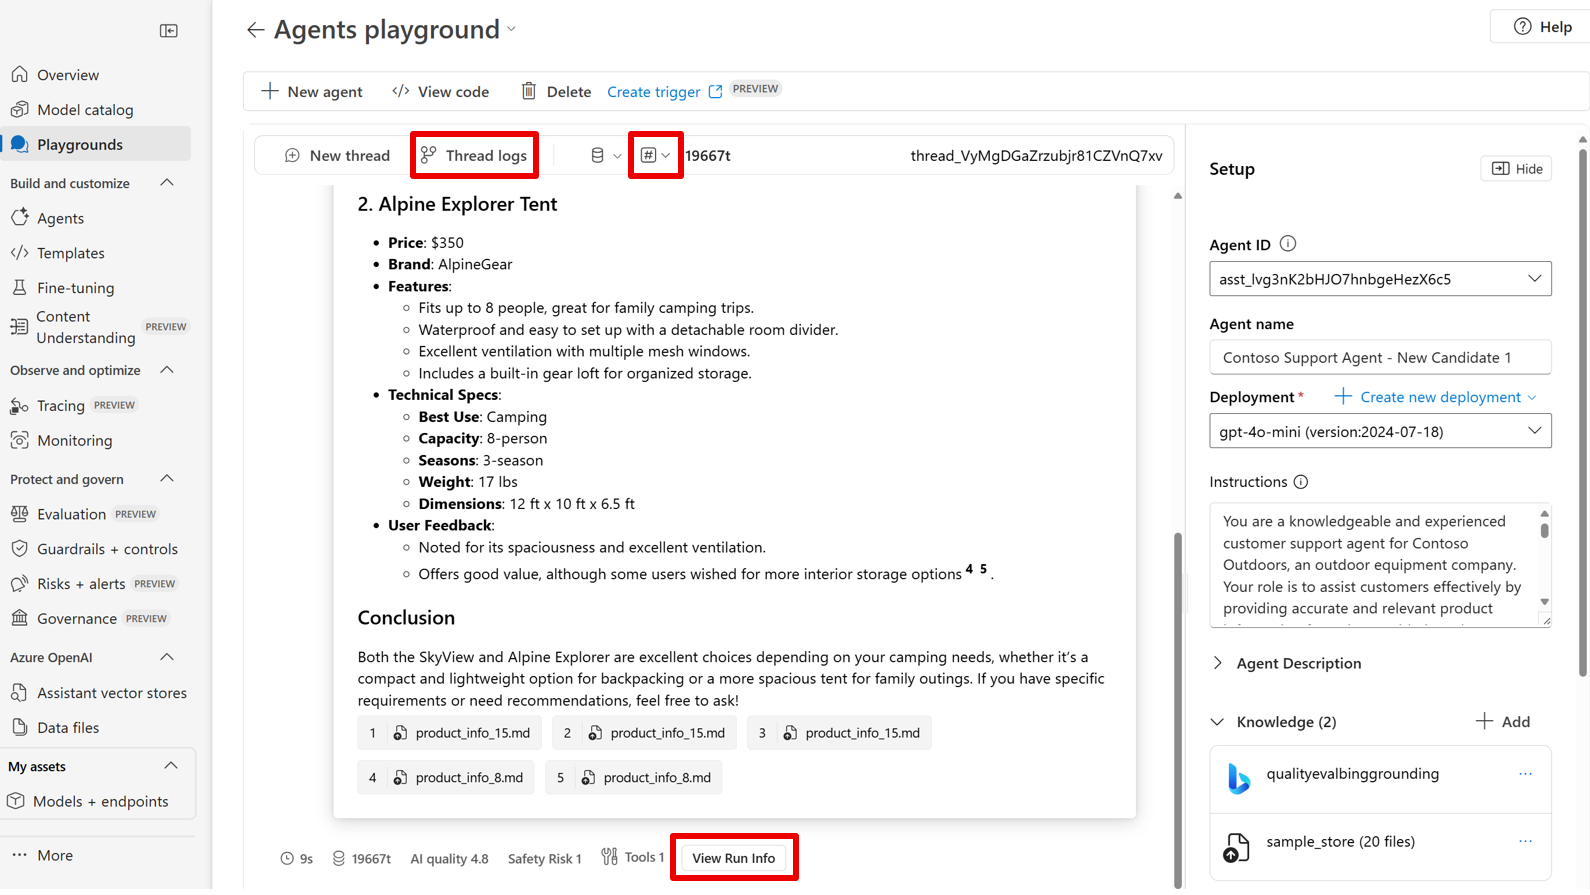 Agents playground
Help
Overview
Model catalog
Playgrounds
Build and customize
Agents
Templates
Fine-tuning
Content
Understanding
PREVIEW
Observe and optimize
Tracing PREVIEW
Monitoring
Protect and govern
Evaluation PREVIEW
Guardrails + controls
Risks + alerts PREVIEW
Governance PREVIEW
Azure OpenAI
Assistant vector stores
Data files
My assets
Models + endpoints
More
New agent
View code
Delete
Create trigger
PREVIEW
New thread
Thread logs
19667t
thread_VyMgDGaZrzubjr81CZVnQ7xv
2. Alpine Explorer Tent
Price: $350
Brand: AlpineGear
Features:
Fits up to 8 people, great for family camping trips.
Waterproof and easy to set up with a detachable room divider.
Excellent ventilation with multiple mesh windows.
Includes a built-in gear loft for organized storage.
Technical Specs:
Best Use: Camping
Capacity: 8-person
Seasons: 3-season
Weight: 17 lbs
Dimensions: 12 ft x 10 ft x 6.5 ft
User Feedback:
Noted for its spaciousness and excellent ventilation.
Offers good value, although some users wished for more interior storage options 4 5 .
Conclusion
Both the SkyView and Alpine Explorer are excellent choices depending on your camping needs, whether it's a
compact and lightweight option for backpacking or a more spacious tent for family outings. If you have specific
requirements or need recommendations, feel free to ask!
1 product_info_15.md 2 product_info_15.md 3 product_info_15.md
4 product_info_8.md 5 product_info_8.md
9s 19667t AI quality 4.8 Safety Risk 1 Tools 1 View Run Info
Setup
Hide
Agent ID
asst_lvg3nK2bHJO7hnbgeHezX6c5
Agent name
Contoso Support Agent - New Candidate 1
Deployment *
Create new deployment
gpt-4o-mini (version:2024-07-18)
Instructions
You are a knowledgeable and experienced
customer support agent for Contoso
Outdoors, an outdoor equipment company.
Your role is to assist customers effectively by
providing accurate and relevant product
Agent Description
Knowledge (2)
Add
qualityevalbinggrounding
sample_store (20 files)